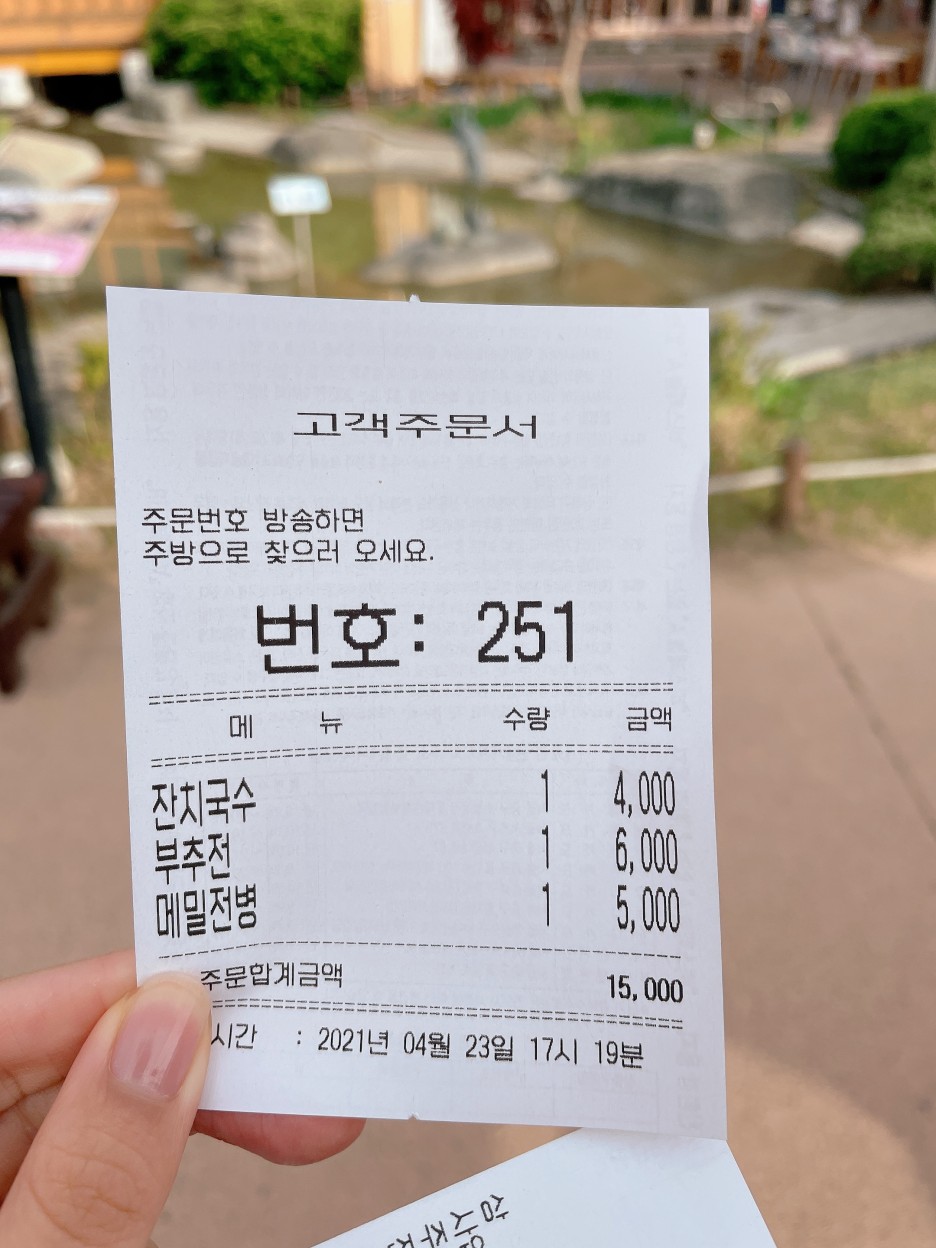 고객주문서
주문번호 방송하면
주방으로 찾으러 오세요.
번호: 251
메 뉴 수량 금액
잔치국수 1 4,000
부추전 1 6,000
메밀전병 1 5,000
주문합계금액 15,000
시간 : 2021년 04월 23일 17시 19분